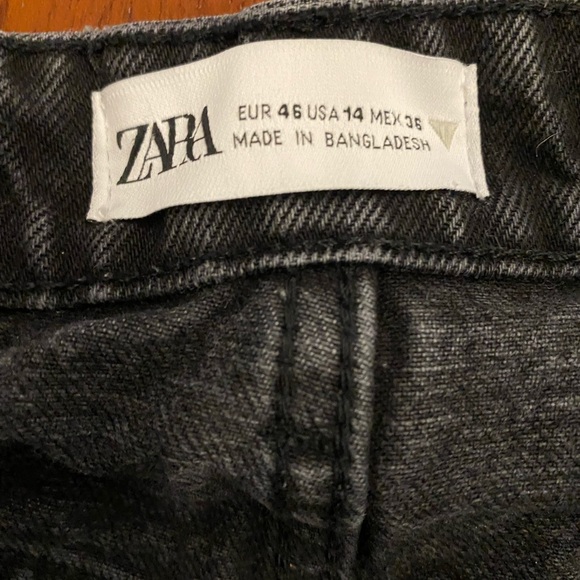 ZARA
EUR 46 USA 14 MEX 36
MADE IN BANGLADESH